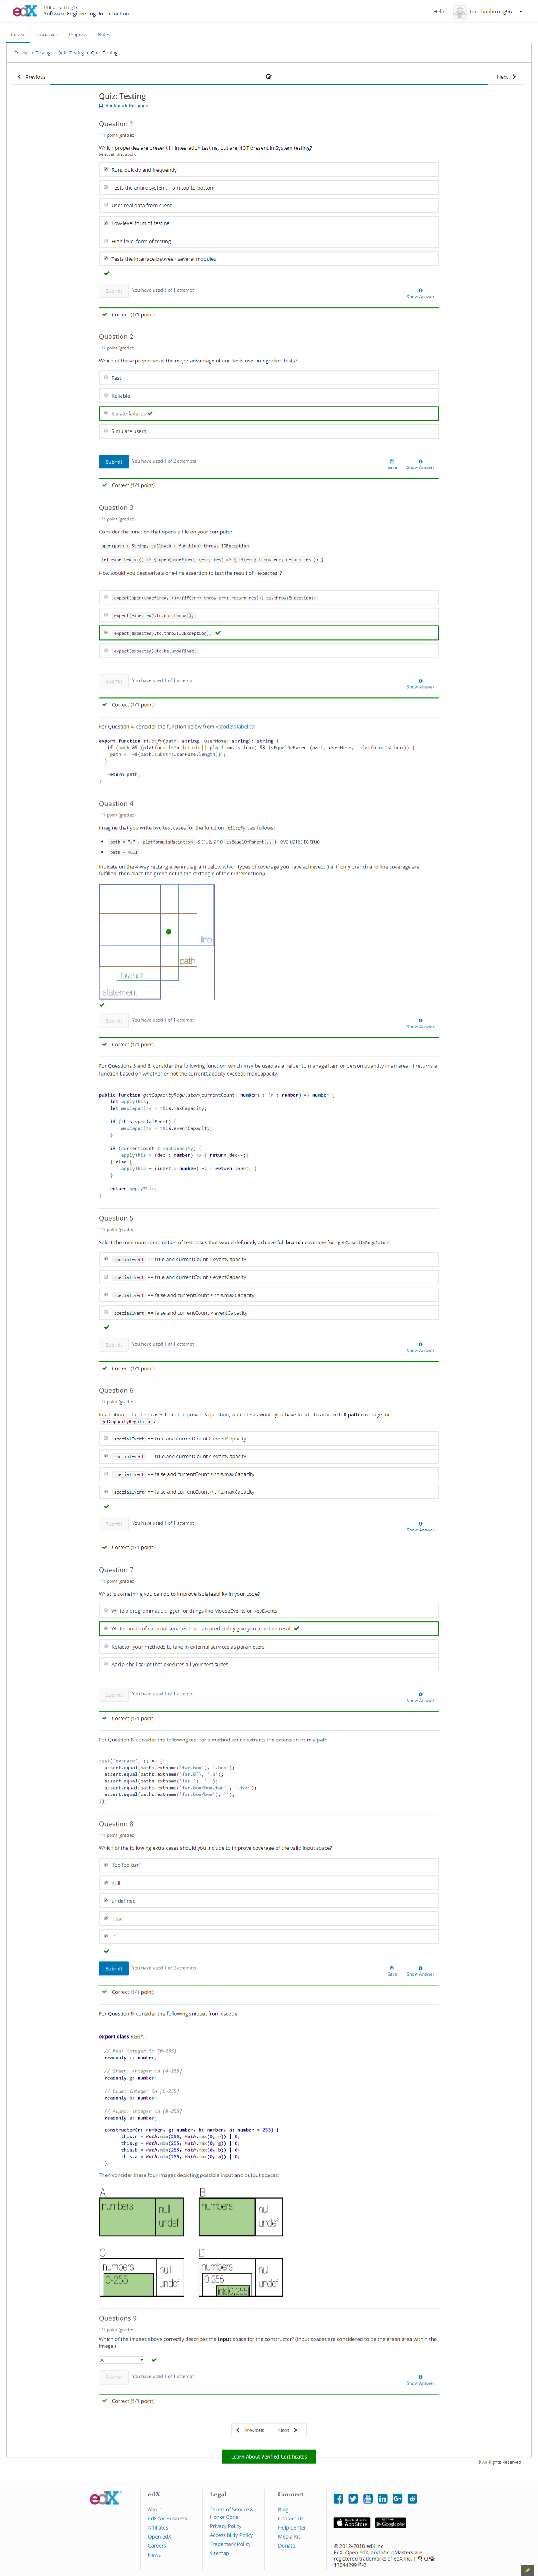 edX
UBCx: SoftEng1x
Software Engineering: Introduction
Help
tranthanhtrung96
Course Discussion Progress Notes
Course > Testing > Quiz: Testing > Quiz: Testing
Previous
Next
Quiz: Testing
Bookmark this page
Question 1
1/1 point (graded)
Which properties are present in Integration testing, but are NOT present in System testing?
Select all that apply.
Runs quickly and frequently
Tests the entire system, from top-to-bottom
Uses real data from client
Low-level form of testing
High-level form of testing
Tests the interface between several modules
Submit
You have used 1 of 1 attempt
Show Answer
Correct (1/1 point)
Question 2
1/1 point (graded)
Which of these properties is the major advantage of unit tests over integration tests?
Fast
Reliable
Isolate failures
Simulate users
Submit
You have used 1 of 2 attempts
Save
Show Answer
Correct (1/1 point)
Question 3
1/1 point (graded)
Consider the function that opens a file on your computer.
open(path : String, callback : function) throws IOException
let expected = () => { open(undefined, (err, res) => { if(err) throw err; return res }) }
How would you best write a one-line assertion to test the result of expected ?
expect(open(undefined, ()=>{if(err) throw err; return res})).to.throw(Exception);
expect(expected).to.not.throw();
expect(expected).to.throw(IOException);
expect(expected).to.be.undefined;
Submit
You have used 1 of 1 attempt
Show Answer
Correct (1/1 point)
For Question 4, consider the function below from vscode's label.ts:
export function tildify(path: string, userHome: string): string {
if (path && (platform.isMacintosh || platform.isLinux) && isEqualOrParent(path, userHome, !platform.isLinux)) {
path = `~${path.substr(userHome.length)}`;
}
return path;
}
Question 4
1/1 point (graded)
Imagine that you write two test cases for the function tildify , as follows:
path = "/" , platform.isMacintosh is true, and isEqualOrParent(...) evaluates to true
path = null
Indicate on the 4-way rectangle venn diagram below which types of coverage you have achieved. (i.e. if only branch and line coverage are
fulfilled, then place the green dot in the rectangle of their intersection.)
line
path
branch
statement
Submit
You have used 1 of 1 attempt
Show Answer
Correct (1/1 point)
For Questions 5 and 6, consider the following function, which may be used as a helper to manage item or person quantity in an area. It returns a
function based on whether or not the currentCapacity exceeds maxCapacity.
public function getCapacityRegulator(currentCount: number) : (n : number) => number {
let applyThis;
let maxCapacity = this.maxCapacity;
if (this.specialEvent) {
maxCapacity = this.eventCapacity;
}
if (currentCount < maxCapacity) {
applyThis = (dec : number) => { return dec--;}
} else {
applyThis = (inert : number) => { return inert; }
}
return applyThis;
}
Question 5
1/1 point (graded)
Select the minimum combination of test cases that would definitely achieve full branch coverage for getCapacityRegulator .
specialEvent == true and currentCount > eventCapacity
specialEvent == true and currentCount < eventCapacity
specialEvent == false and currentCount < this.maxCapacity
specialEvent == false and currentCount > eventCapacity
Submit
You have used 1 of 1 attempt
Show Answer
Correct (1/1 point)
Question 6
1/1 point (graded)
In addition to the test cases from the previous question, which tests would you have to add to achieve full path coverage for
getCapacityRegulator ?
specialEvent == true and currentCount > eventCapacity
specialEvent == true and currentCount < eventCapacity
specialEvent == false and currentCount < this.maxCapacity
specialEvent == false and currentCount > this.maxCapacity
Submit
You have used 1 of 1 attempt
Show Answer
Correct (1/1 point)
Question 7
1/1 point (graded)
What is something you can do to improve isolateability in your code?
Write a programmatic trigger for things like MouseEvents or KeyEvents
Write mocks of external services that can predictably give you a certain result
Refactor your methods to take in external services as parameters
Add a shell script that executes all your test suites
Submit
You have used 1 of 1 attempt
Show Answer
Correct (1/1 point)
For Question 8, consider the following test for a method which extracts the extension from a path.
test('extname', () => {
assert.equal(paths.extname('far.boo'), '.boo');
assert.equal(paths.extname('far.b'), '.b');
assert.equal(paths.extname('far.'), '.');
assert.equal(paths.extname('far.boo/boo.far'), '.far');
assert.equal(paths.extname('far.boo/boo'), '');
});
Question 8
1/1 point (graded)
Which of the following extra cases should you include to improve coverage of the valid input space?
'foo.foo.bar'
null
undefined
'/.bar'
' '
Submit
You have used 1 of 2 attempts
Save
Show Answer
Correct (1/1 point)
For Question 9, consider the following snippet from vscode:
export class RGBA {
// Red: integer in [0-255]
readonly r: number;
// Green: integer in [0-255]
readonly g: number;
// Blue: integer in [0-255]
readonly b: number;
// Alpha: integer in [0-255]
readonly a: number;
constructor(r: number, g: number, b: number, a: number = 255) {
this.r = Math.min(255, Math.max(0, r)) | 0;
this.g = Math.min(255, Math.max(0, g)) | 0;
this.b = Math.min(255, Math.max(0, b)) | 0;
this.a = Math.min(255, Math.max(0, a)) | 0;
}
Then consider these four images depicting possible input and output spaces:
A B
numbers null undef numbers null undef
C D
numbers 0-255 null undef numbers 0-255 ints[0,255] null undef
Questions 9
1/1 point (graded)
Which of the images above correctly describes the input space for the constructor? (Input spaces are considered to be the green area within the
image.)
A
Submit
You have used 1 of 1 attempt
Show Answer
Correct (1/1 point)
Previous Next
Learn About Verified Certificates
© All Rights Reserved
edX
edX
About
edX for Business
Affiliates
Open edX
Careers
News
Legal
Terms of Service &
Honor Code
Privacy Policy
Accessibility Policy
Trademark Policy
Sitemap
Connect
Blog
Contact Us
Help Center
Media Kit
Donate
App Store
Google play
© 2012–2018 edX Inc.
EdX, Open edX, and MicroMasters are
registered trademarks of edX Inc. | 粤ICP备
17044299号-2